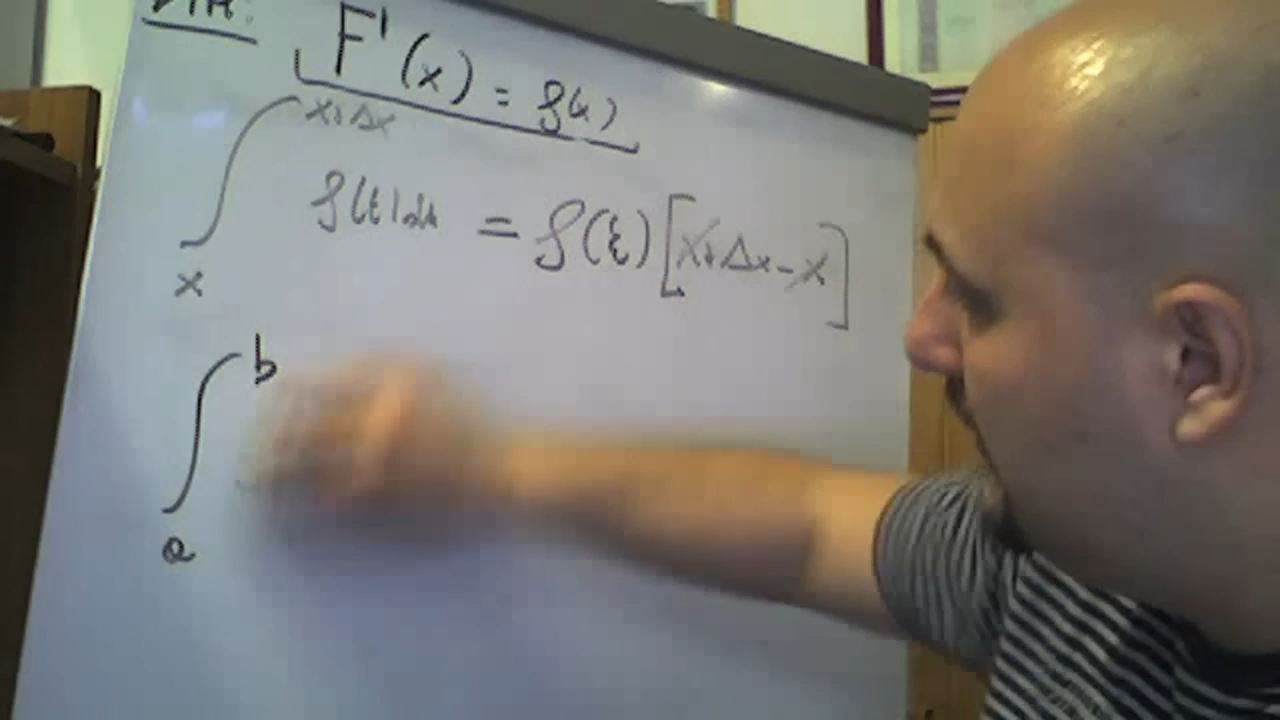 F'(x) = f(x)
∫ₓ^(x+Δx) f(t)dt = f(ξ)[x+Δx-x]
∫ₐ^b